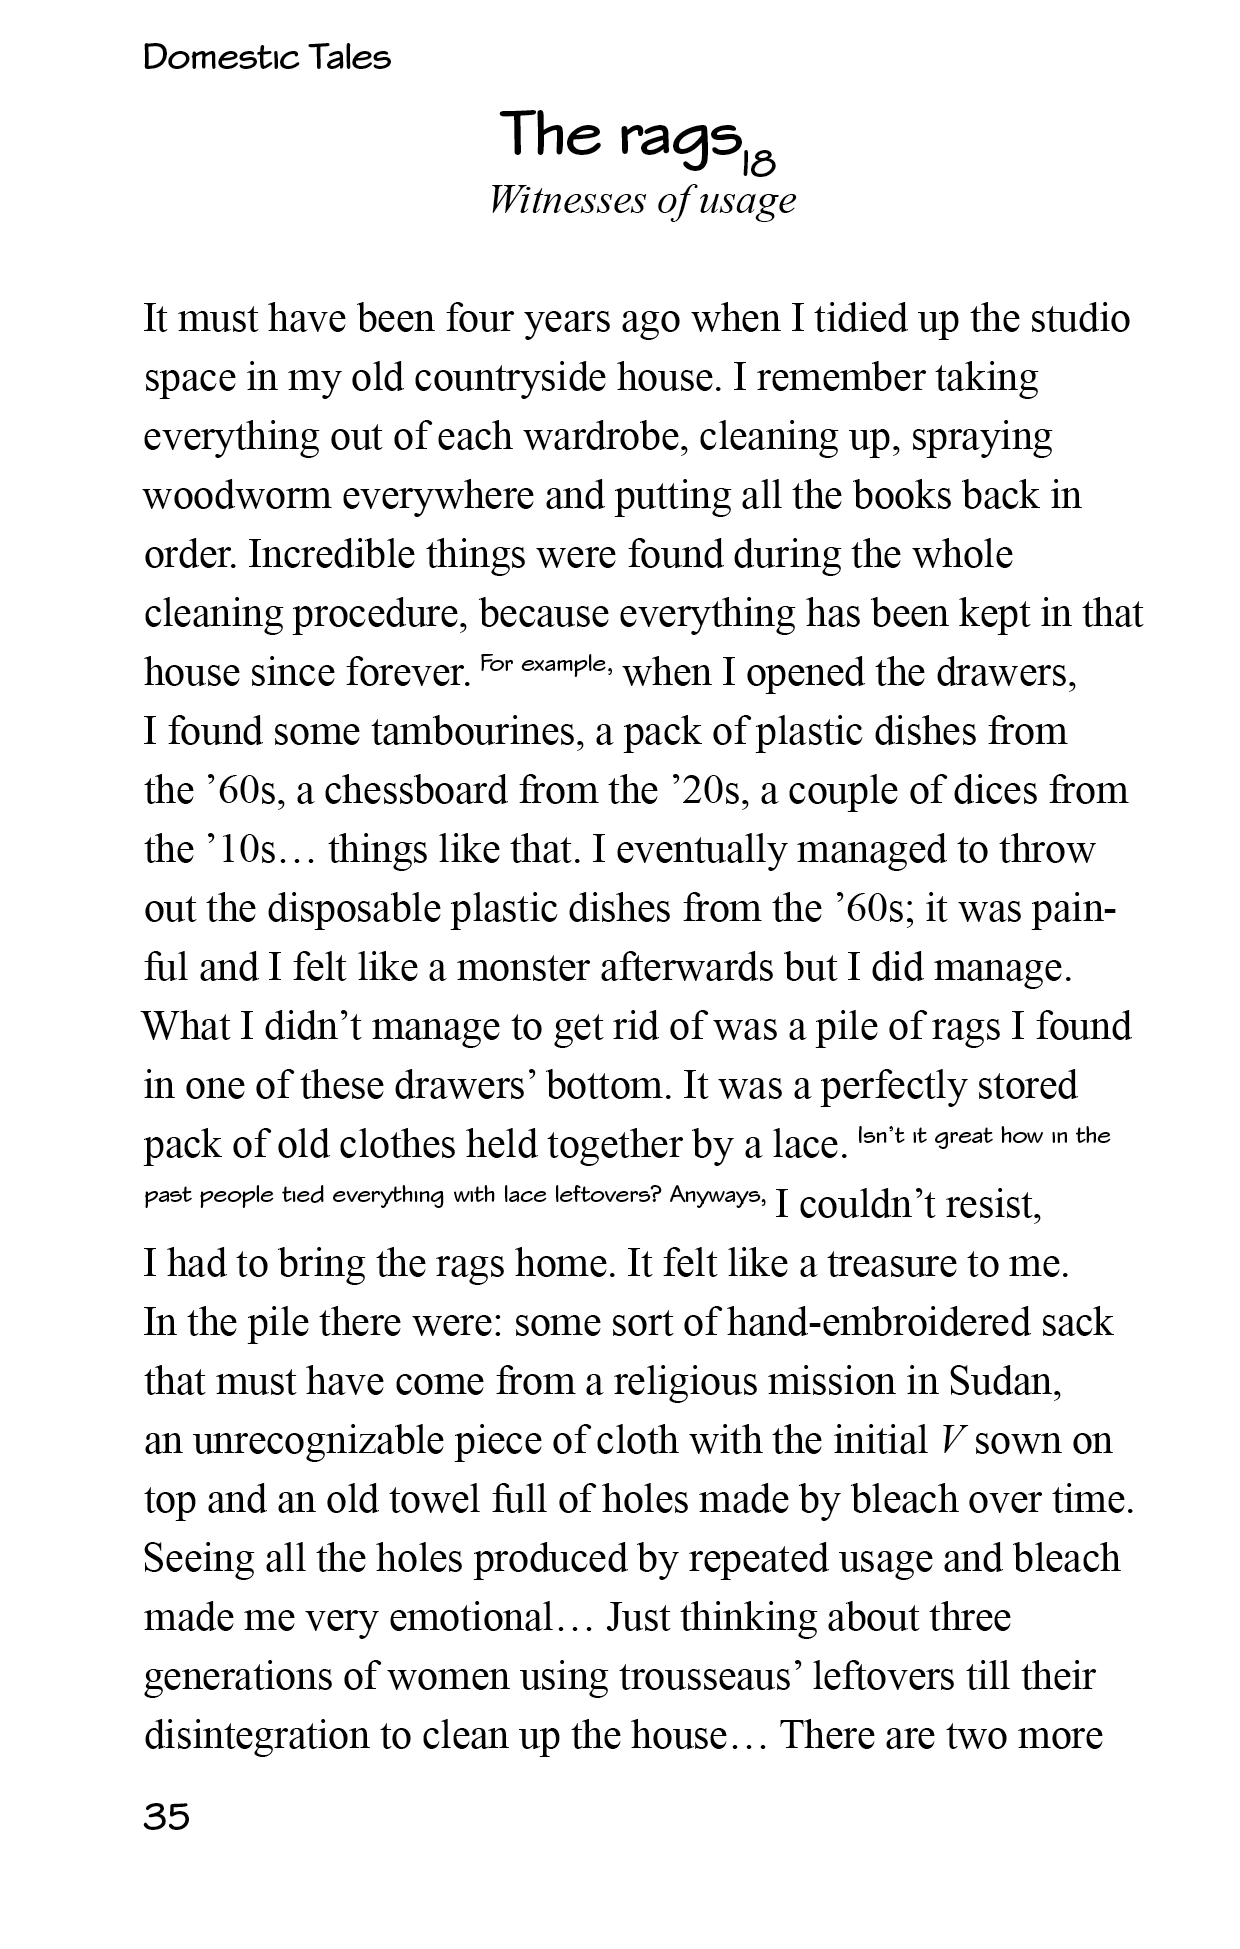 Domestic Tales
The rags18
Witnesses of usage
It must have been four years ago when I tidied up the studio
space in my old countryside house. I remember taking
everything out of each wardrobe, cleaning up, spraying
woodworm everywhere and putting all the books back in
order. Incredible things were found during the whole
cleaning procedure, because everything has been kept in that
house since forever. For example, when I opened the drawers,
I found some tambourines, a pack of plastic dishes from
the ’60s, a chessboard from the ’20s, a couple of dices from
the ’10s… things like that. I eventually managed to throw
out the disposable plastic dishes from the ’60s; it was pain-
ful and I felt like a monster afterwards but I did manage.
What I didn’t manage to get rid of was a pile of rags I found
in one of these drawers’ bottom. It was a perfectly stored
pack of old clothes held together by a lace. Isn’t it great how in the
past people tied everything with lace leftovers? Anyways, I couldn’t resist,
I had to bring the rags home. It felt like a treasure to me.
In the pile there were: some sort of hand-embroidered sack
that must have come from a religious mission in Sudan,
an unrecognizable piece of cloth with the initial V sown on
top and an old towel full of holes made by bleach over time.
Seeing all the holes produced by repeated usage and bleach
made me very emotional… Just thinking about three
generations of women using trousseaus’ leftovers till their
disintegration to clean up the house… There are two more
35